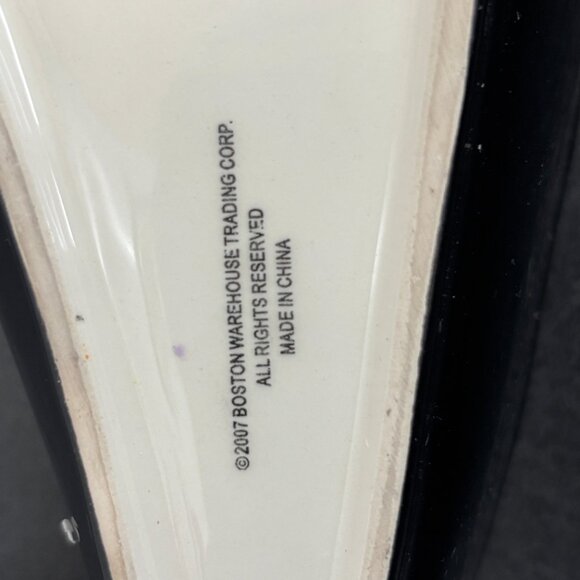 ©2007 BOSTON WAREHOUSE TRADING CORP.
ALL RIGHTS RESERVED
MADE IN CHINA